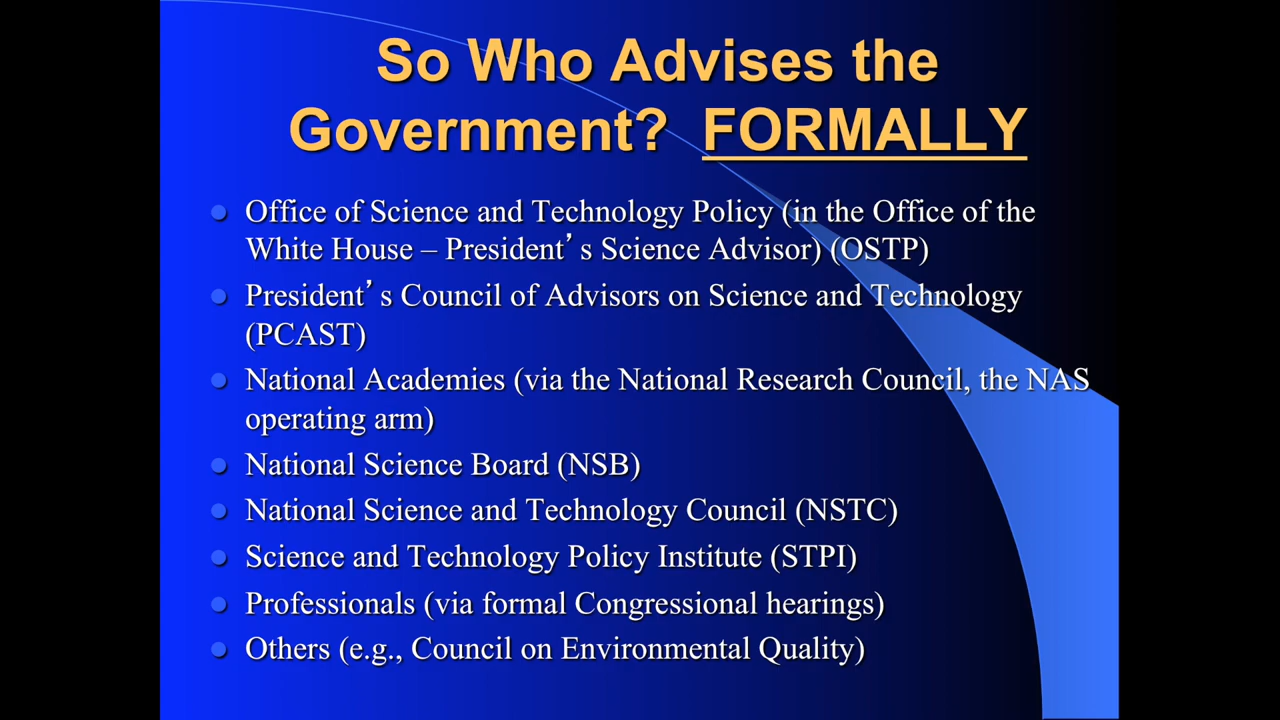 So Who Advises the
Government? FORMALLY
Office of Science and Technology Policy (in the Office of the
White House – President’s Science Advisor) (OSTP)
President’s Council of Advisors on Science and Technology
(PCAST)
National Academies (via the National Research Council, the NAS
operating arm)
National Science Board (NSB)
National Science and Technology Council (NSTC)
Science and Technology Policy Institute (STPI)
Professionals (via formal Congressional hearings)
Others (e.g., Council on Environmental Quality)